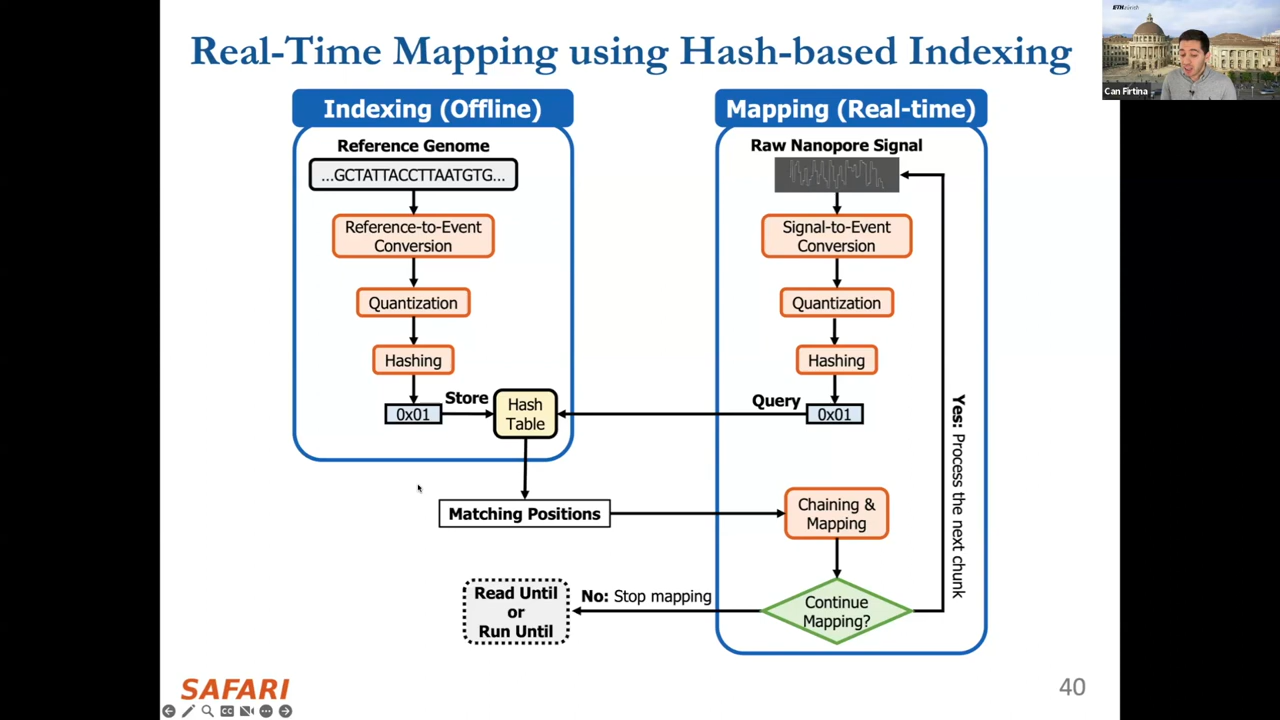 ETH zürich
Can Firtina
Real-Time Mapping using Hash-based Indexing
Indexing (Offline)
Reference Genome
...GCTATTACCTTAATGTG...
Reference-to-Event
Conversion
Quantization
Hashing
0x01
Store
Hash
Table
Matching Positions
Mapping (Real-time)
Raw Nanopore Signal
Signal-to-Event
Conversion
Quantization
Hashing
Query
0x01
Chaining &
Mapping
Continue
Mapping?
Yes: Process the next chunk
No: Stop mapping
Read Until
or
Run Until
SAFARI
40